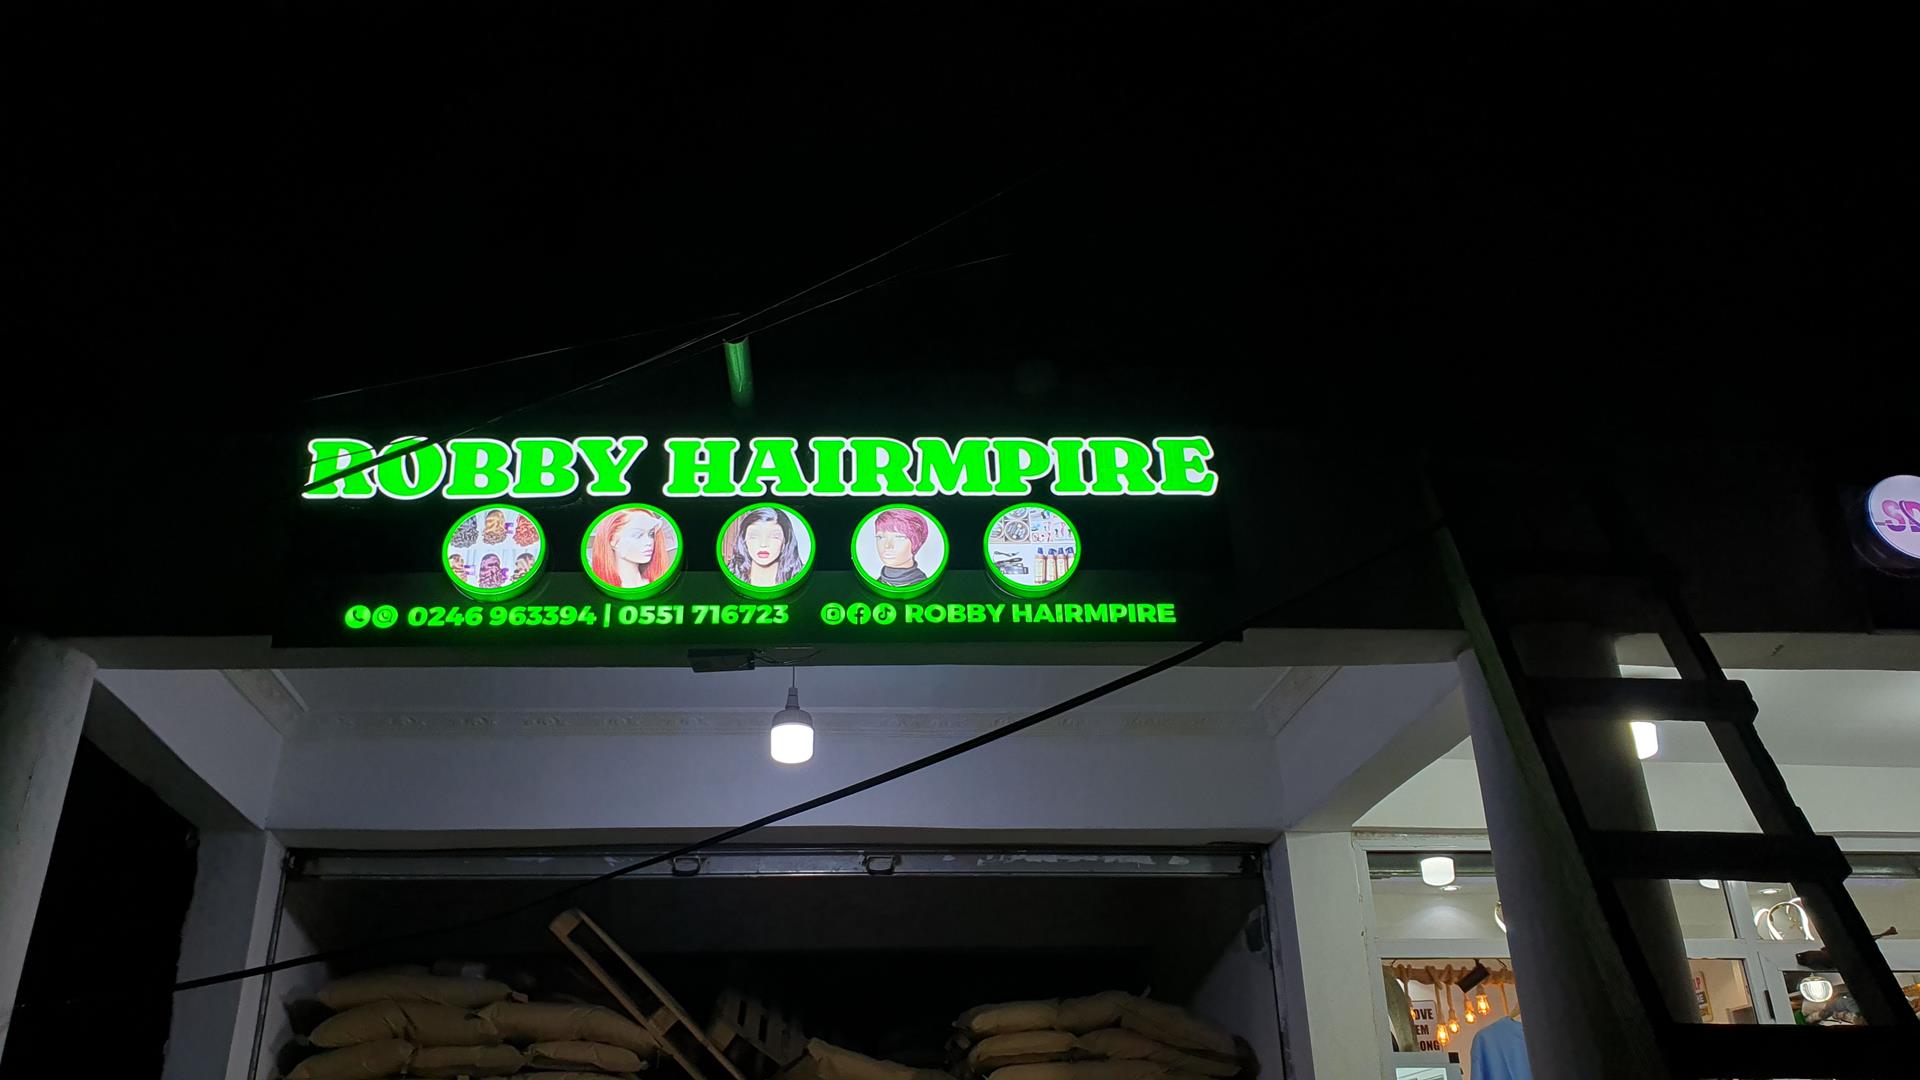 ROBBY HAIRMPIRE
0246 963394 | 0551 716723 ROBBY HAIRMPIRE